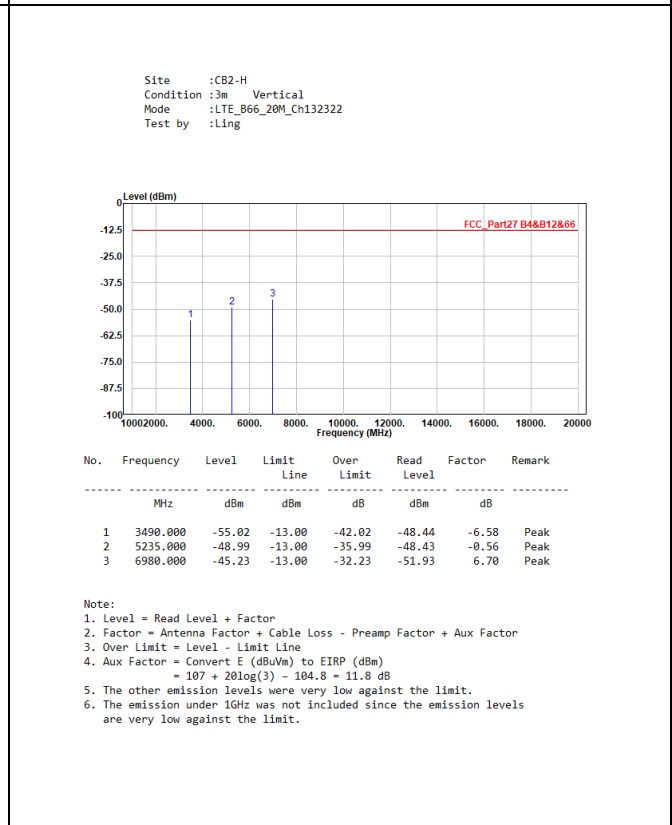 Site      :CB2-H
Condition :3m    Vertical
Mode      :LTE_B66_20M_Ch132322
Test by   :Ling
Level (dBm)
0
FCC_Part27 B4&B12&66
-12.5
-25.0
-37.5
3
2
-50.0
1
-62.5
-75.0
-87.5
-100
10002000. 4000. 6000. 8000. 10000. 12000. 14000. 16000. 18000. 20000
Frequency (MHz)
No. Frequency Level Limit Over Read Factor Remark
Line Limit Level
------ ----------- -------- -------- --------- -------- -------- ---------
MHz dBm dBm dB dBm dB
1 3490.000 -55.02 -13.00 -42.02 -48.44 -6.58 Peak
2 5235.000 -48.99 -13.00 -35.99 -48.43 -0.56 Peak
3 6980.000 -45.23 -13.00 -32.23 -51.93 6.70 Peak
Note:
1. Level = Read Level + Factor
2. Factor = Antenna Factor + Cable Loss - Preamp Factor + Aux Factor
3. Over Limit = Level - Limit Line
4. Aux Factor = Convert E (dBuVm) to EIRP (dBm)
= 107 + 20log(3) – 104.8 = 11.8 dB
5. The other emission levels were very low against the limit.
6. The emission under 1GHz was not included since the emission levels
are very low against the limit.